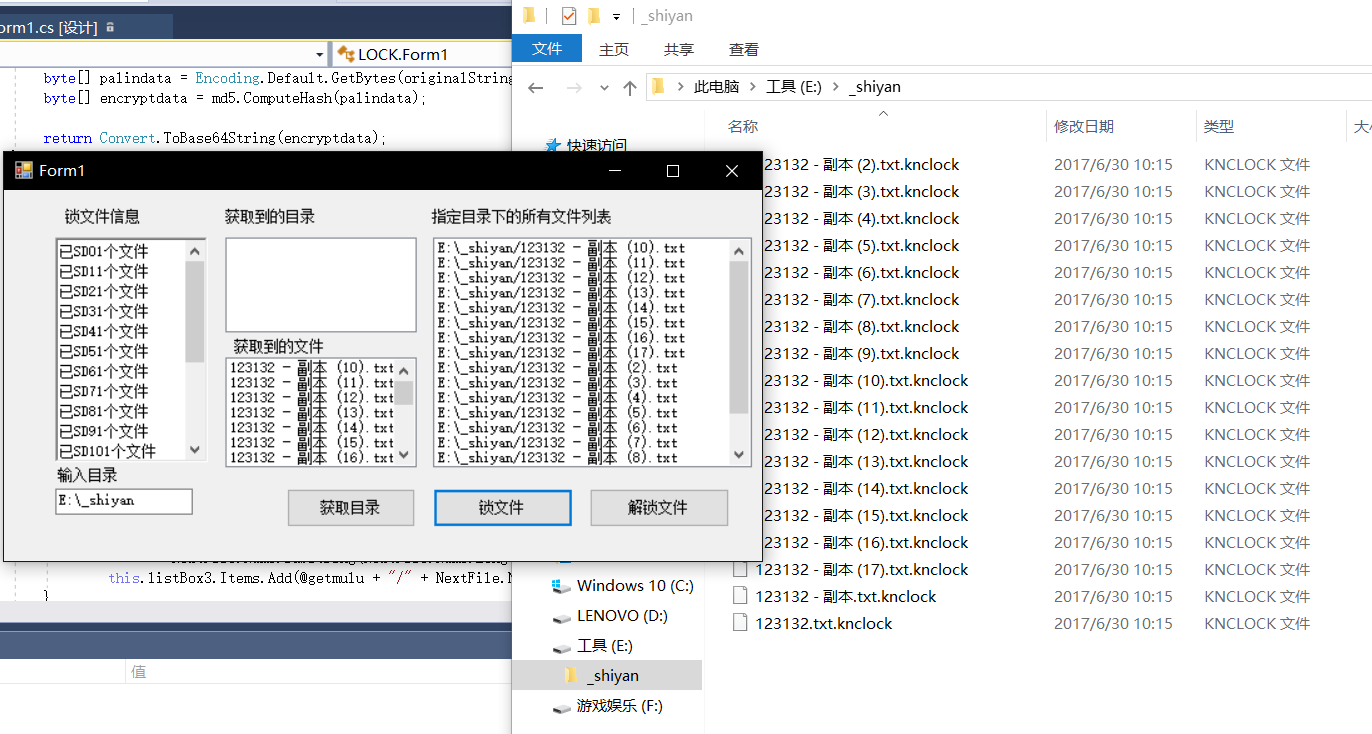 orm1.cs [设计]
LOCK.Form1
byte[] palindata = Encoding.Default.GetBytes(originalString
byte[] encryptdata = md5.ComputeHash(palindata);
return Convert.ToBase64String(encryptdata);
Form1
锁文件信息
已SD01个文件
已SD11个文件
已SD21个文件
已SD31个文件
已SD41个文件
已SD51个文件
已SD61个文件
已SD71个文件
已SD81个文件
已SD91个文件
已SD101个文件
输入目录
E:\_shiyan
获取到的目录
获取到的文件
123132 - 副本 (10).txt
123132 - 副本 (11).txt
123132 - 副本 (12).txt
123132 - 副本 (13).txt
123132 - 副本 (14).txt
123132 - 副本 (15).txt
123132 - 副本 (16).txt
指定目录下的所有文件列表
E:\_shiyan/123132 - 副本 (10).txt
E:\_shiyan/123132 - 副本 (11).txt
E:\_shiyan/123132 - 副本 (12).txt
E:\_shiyan/123132 - 副本 (13).txt
E:\_shiyan/123132 - 副本 (14).txt
E:\_shiyan/123132 - 副本 (15).txt
E:\_shiyan/123132 - 副本 (16).txt
E:\_shiyan/123132 - 副本 (17).txt
E:\_shiyan/123132 - 副本 (2).txt
E:\_shiyan/123132 - 副本 (3).txt
E:\_shiyan/123132 - 副本 (4).txt
E:\_shiyan/123132 - 副本 (5).txt
E:\_shiyan/123132 - 副本 (6).txt
E:\_shiyan/123132 - 副本 (7).txt
E:\_shiyan/123132 - 副本 (8).txt
获取目录 锁文件 解锁文件
this.listBox3.Items.Add(@getmulu + "/" + NextFile.N
}
值
_shiyan
文件 主页 共享 查看
此电脑 工具 (E:) _shiyan
快速访问
Windows 10 (C:)
LENOVO (D:)
工具 (E:)
_shiyan
游戏娱乐 (F:)
名称 修改日期 类型 大小
23132 - 副本 (2).txt.knclock 2017/6/30 10:15 KNCLOCK 文件
23132 - 副本 (3).txt.knclock 2017/6/30 10:15 KNCLOCK 文件
23132 - 副本 (4).txt.knclock 2017/6/30 10:15 KNCLOCK 文件
23132 - 副本 (5).txt.knclock 2017/6/30 10:15 KNCLOCK 文件
23132 - 副本 (6).txt.knclock 2017/6/30 10:15 KNCLOCK 文件
23132 - 副本 (7).txt.knclock 2017/6/30 10:15 KNCLOCK 文件
23132 - 副本 (8).txt.knclock 2017/6/30 10:15 KNCLOCK 文件
23132 - 副本 (9).txt.knclock 2017/6/30 10:15 KNCLOCK 文件
23132 - 副本 (10).txt.knclock 2017/6/30 10:15 KNCLOCK 文件
23132 - 副本 (11).txt.knclock 2017/6/30 10:15 KNCLOCK 文件
23132 - 副本 (12).txt.knclock 2017/6/30 10:15 KNCLOCK 文件
23132 - 副本 (13).txt.knclock 2017/6/30 10:15 KNCLOCK 文件
23132 - 副本 (14).txt.knclock 2017/6/30 10:15 KNCLOCK 文件
23132 - 副本 (15).txt.knclock 2017/6/30 10:15 KNCLOCK 文件
23132 - 副本 (16).txt.knclock 2017/6/30 10:15 KNCLOCK 文件
123132 - 副本 (17).txt.knclock 2017/6/30 10:15 KNCLOCK 文件
123132 - 副本.txt.knclock 2017/6/30 10:15 KNCLOCK 文件
123132.txt.knclock 2017/6/30 10:15 KNCLOCK 文件